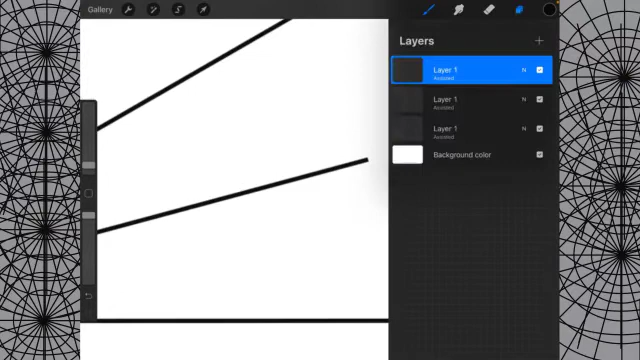 Gallery
Layers
Layer 1
N
Assisted
Layer 1
N
Assisted
Layer 1
N
Assisted
Background color